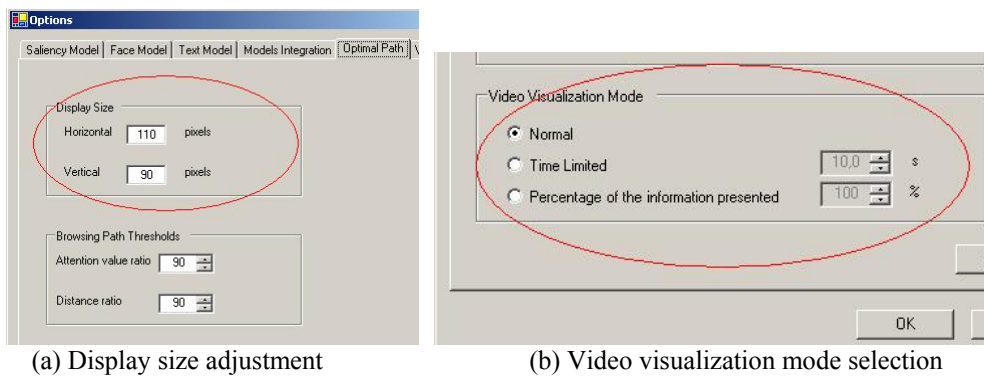 Options
Saliency Model Face Model Text Model Models Integration Optimal Path
Display Size
Horizontal 110 pixels
Vertical 90 pixels
Browsing Path Thresholds
Attention value ratio 90
Distance ratio 90
(a) Display size adjustment
Video Visualization Mode
Normal
Time Limited 10,0 s
Percentage of the information presented 100 %
OK
(b) Video visualization mode selection